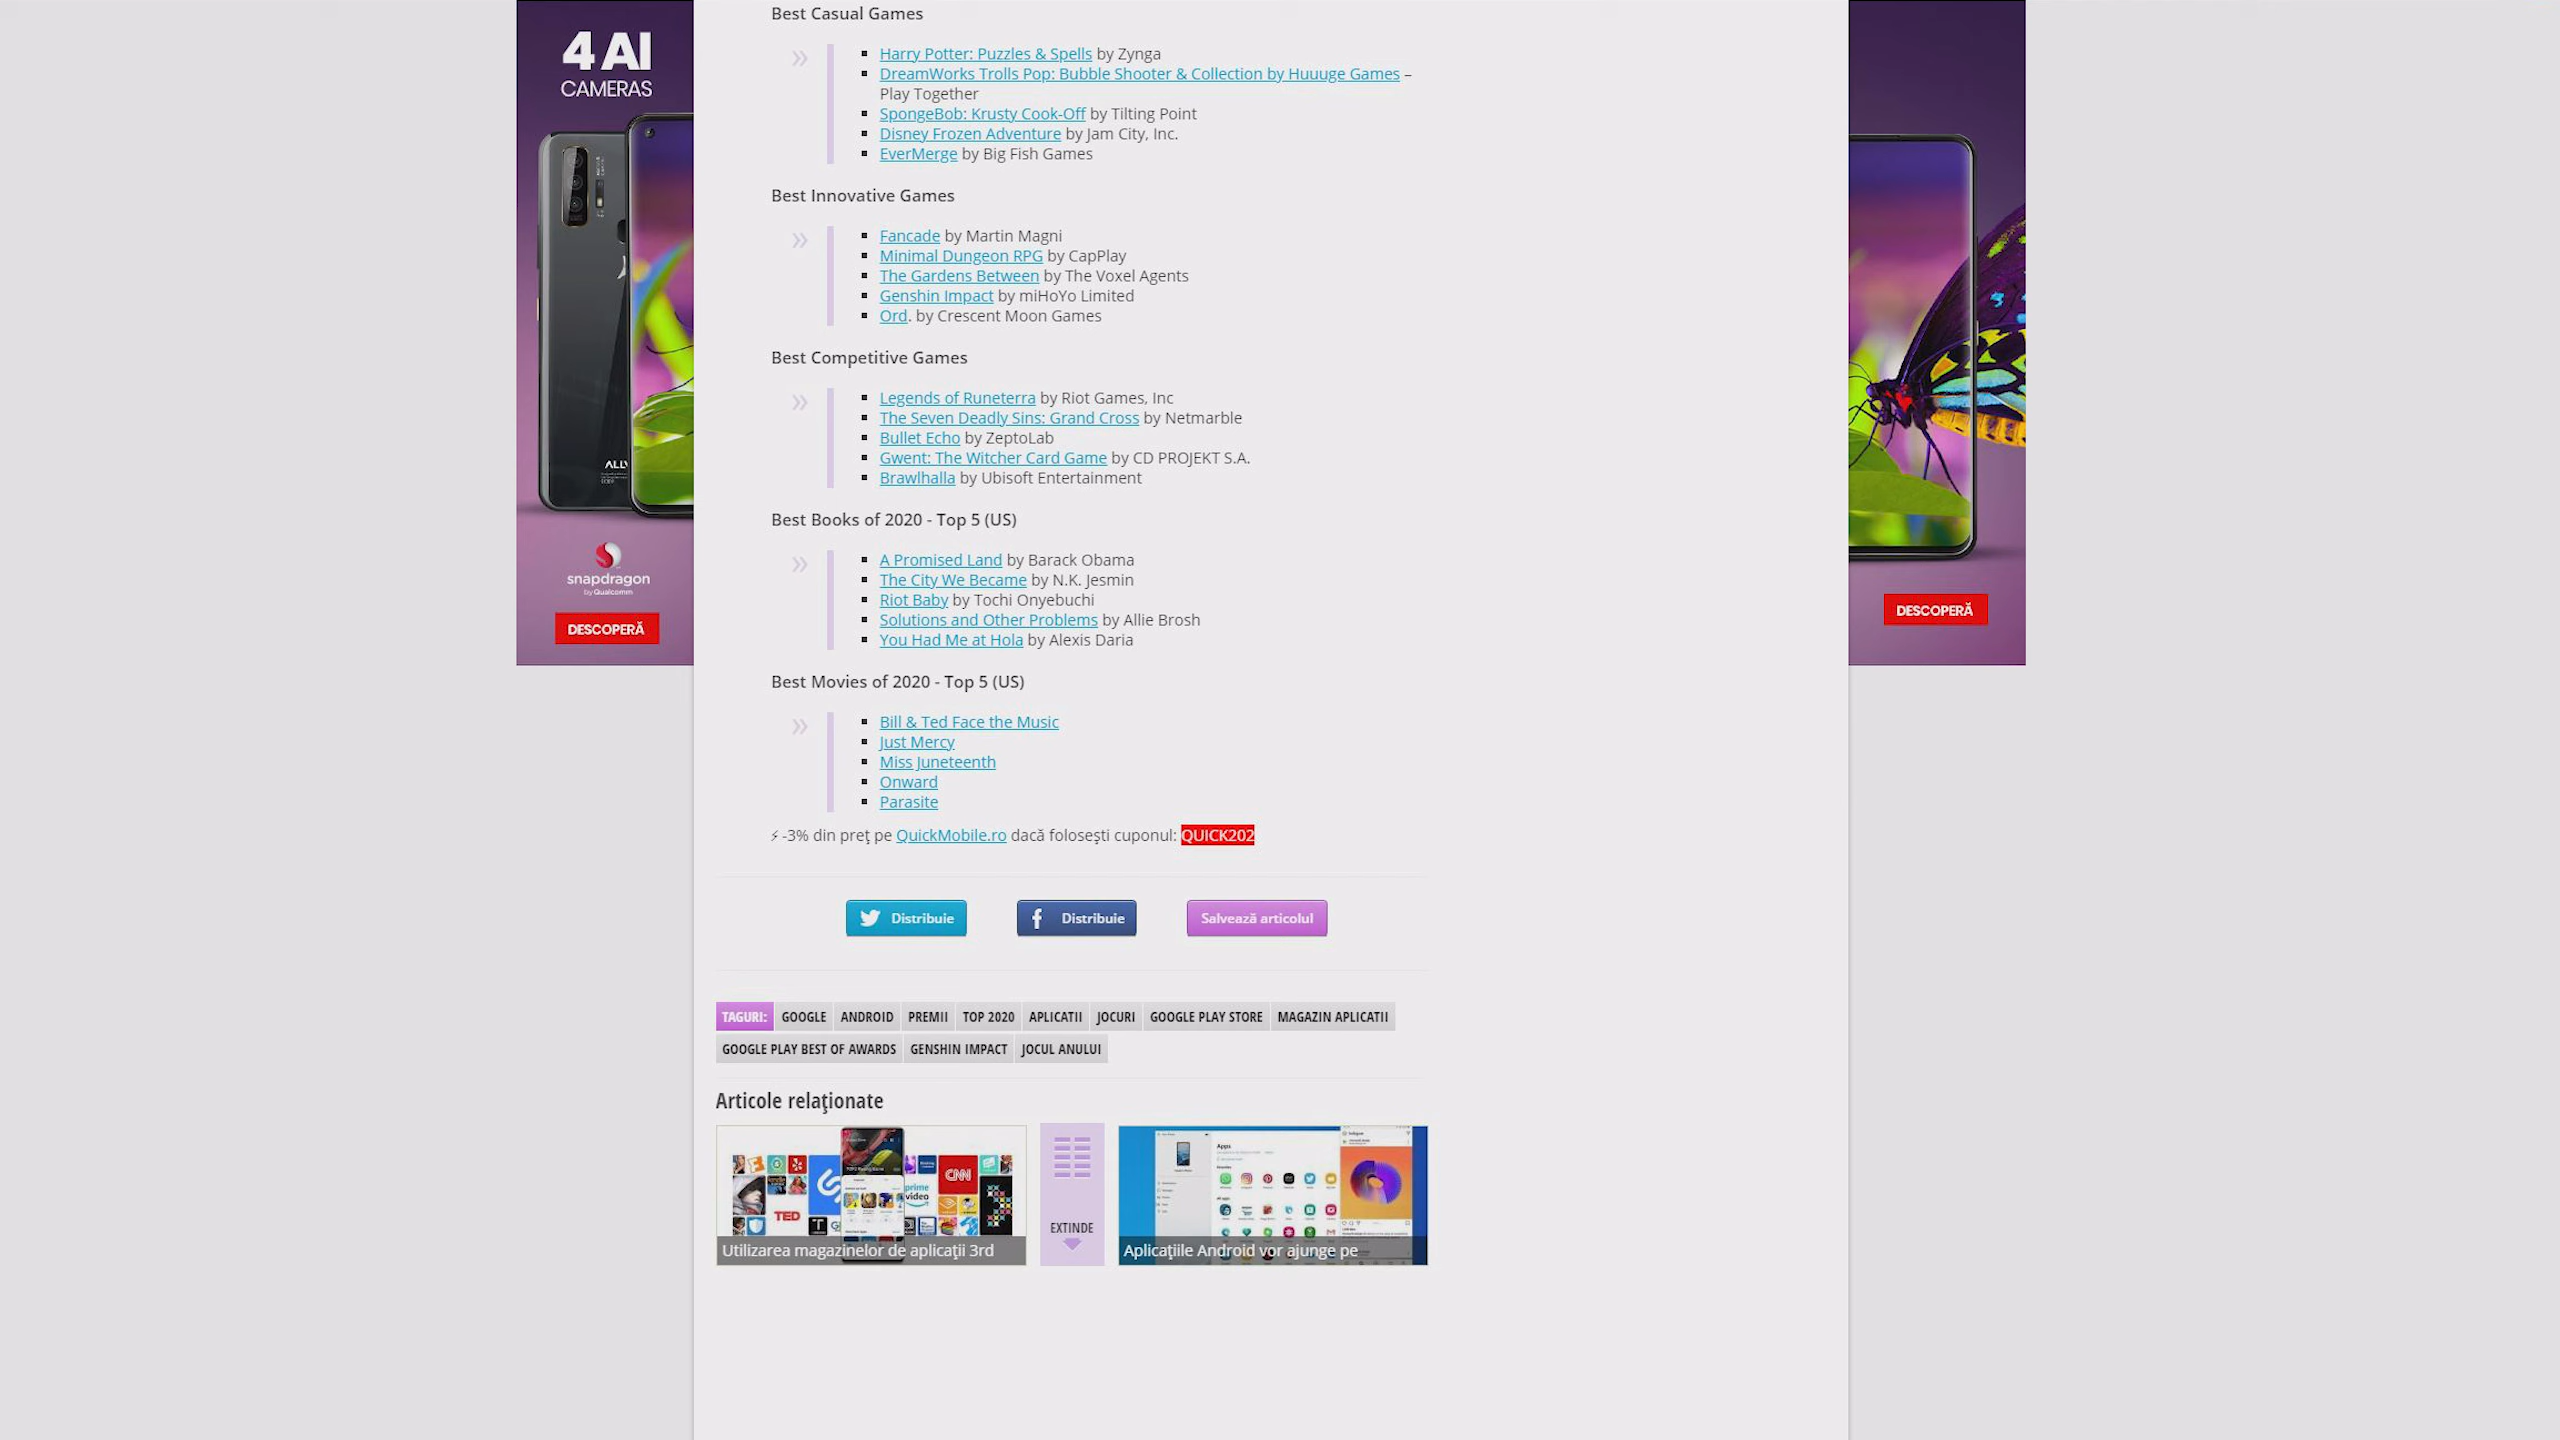 4 AI
CAMERAS
snapdragon
by Qualcomm
DESCOPERĂ
Best Casual Games
Harry Potter: Puzzles & Spells by Zynga
DreamWorks Trolls Pop: Bubble Shooter & Collection by Huuuge Games –
Play Together
SpongeBob: Krusty Cook-Off by Tilting Point
Disney Frozen Adventure by Jam City, Inc.
EverMerge by Big Fish Games
Best Innovative Games
Fancade by Martin Magni
Minimal Dungeon RPG by CapPlay
The Gardens Between by The Voxel Agents
Genshin Impact by miHoYo Limited
Ord. by Crescent Moon Games
Best Competitive Games
Legends of Runeterra by Riot Games, Inc
The Seven Deadly Sins: Grand Cross by Netmarble
Bullet Echo by ZeptoLab
Gwent: The Witcher Card Game by CD PROJEKT S.A.
Brawlhalla by Ubisoft Entertainment
Best Books of 2020 - Top 5 (US)
A Promised Land by Barack Obama
The City We Became by N.K. Jesmin
Riot Baby by Tochi Onyebuchi
Solutions and Other Problems by Allie Brosh
You Had Me at Hola by Alexis Daria
Best Movies of 2020 - Top 5 (US)
Bill & Ted Face the Music
Just Mercy
Miss Juneteenth
Onward
Parasite
⚡ -3% din preţ pe QuickMobile.ro dacă foloseşti cuponul: QUICK202
Distribuie
Distribuie
Salvează articolul
TAGURI: GOOGLE ANDROID PREMII TOP 2020 APLICATII JOCURI GOOGLE PLAY STORE MAGAZIN APLICATII
GOOGLE PLAY BEST OF AWARDS GENSHIN IMPACT JOCUL ANULUI
Articole relaţionate
CNN
prime
video
TED
Utilizarea magazinelor de aplicaţii 3rd
EXTINDE
Apps
Aplicaţiile Android vor ajunge pe
DESCOPERĂ